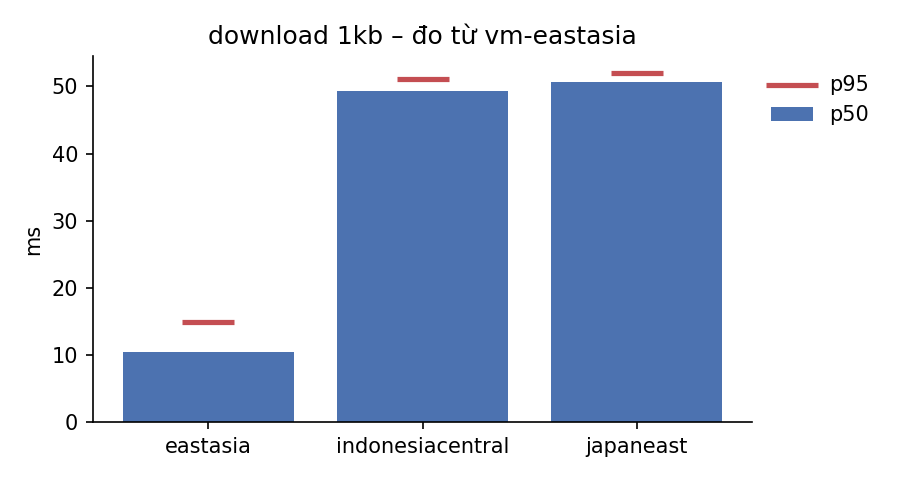 download 1kb – đo từ vm-eastasia
50
40
30
20
10
0
ms
eastasia
indonesiacentral
japaneast
p95
p50